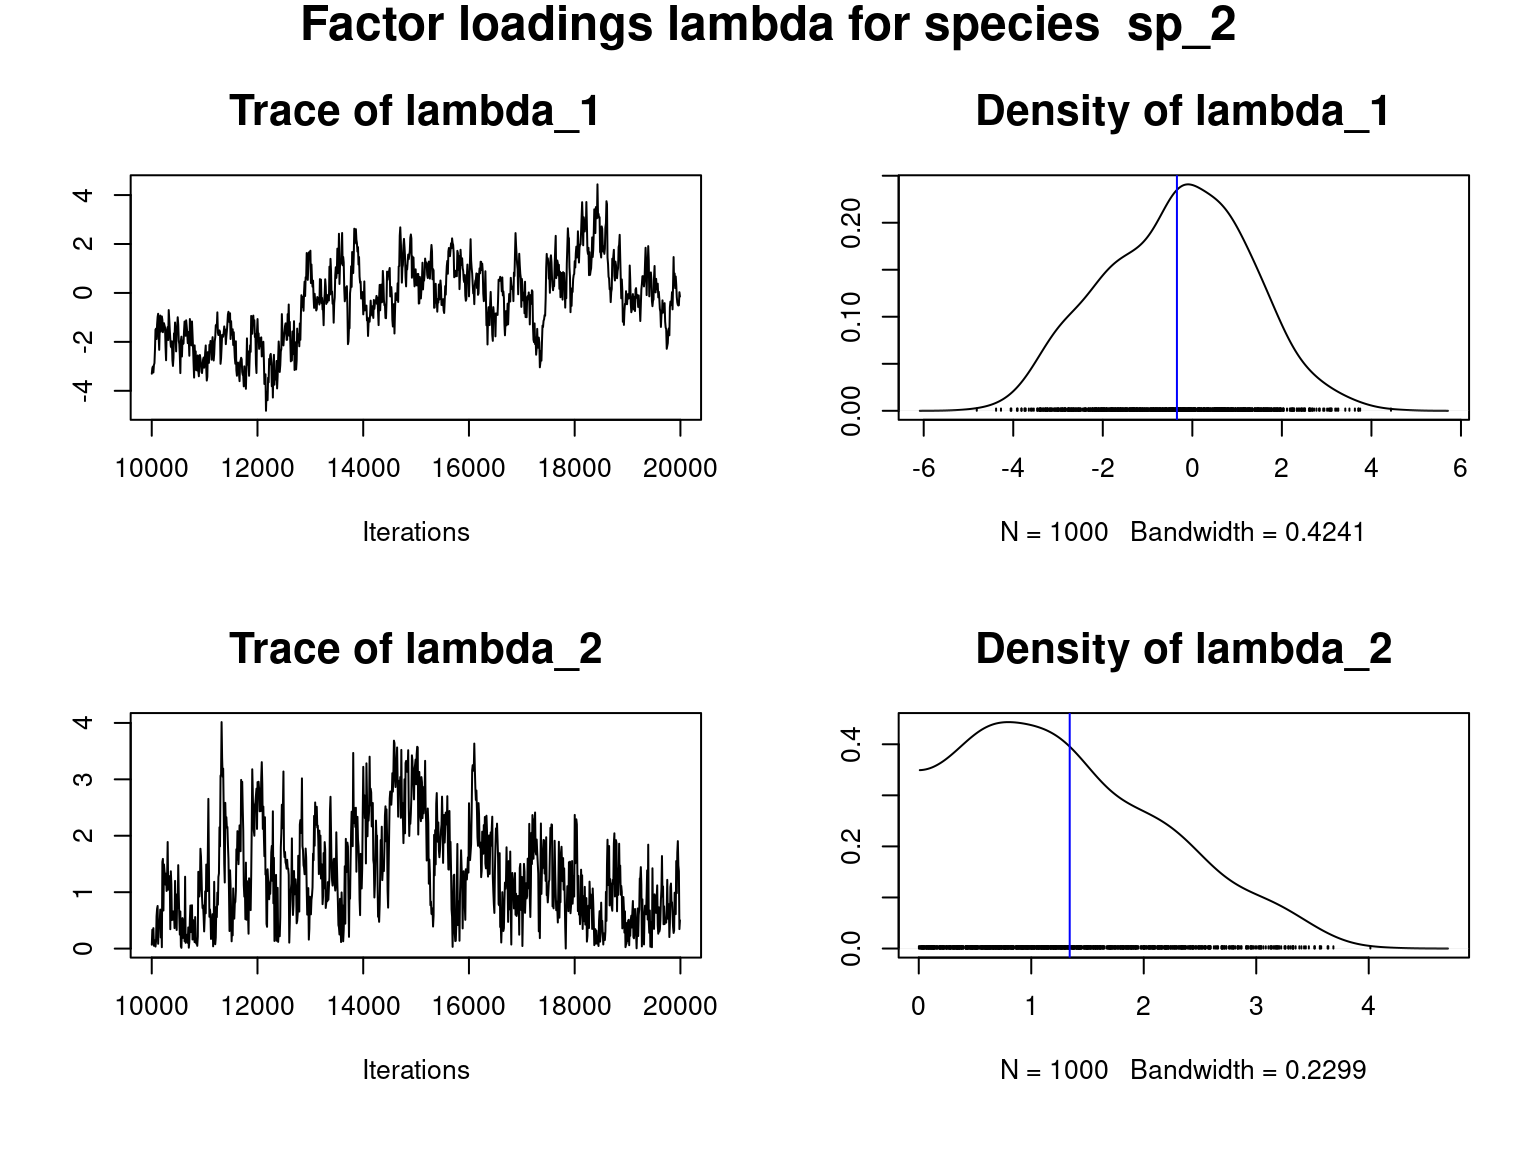 Factor loadings lambda for species  sp_2
Trace of lambda_1
4
2
0
-2
-4
10000 12000 14000 16000 18000 20000
Iterations
Density of lambda_1
0.20
0.10
0.00
-6 -4 -2 0 2 4 6
N = 1000   Bandwidth = 0.4241
Trace of lambda_2
4
3
2
1
0
10000 12000 14000 16000 18000 20000
Iterations
Density of lambda_2
0.4
0.2
0.0
0 1 2 3 4
N = 1000   Bandwidth = 0.2299